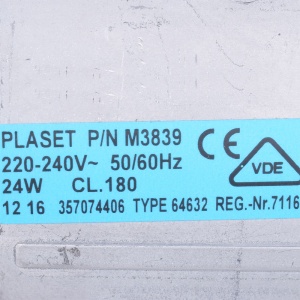 PLASET P/N M3839
220-240V~ 50/60Hz
24W CL.180
12 16 357074406 TYPE 64632 REG.-Nr.7116
CE
VDE